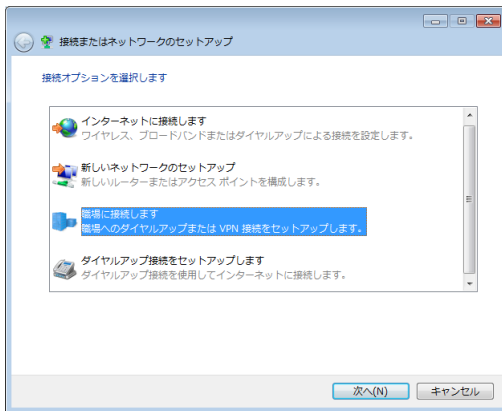 接続またはネットワークのセットアップ
接続オプションを選択します
インターネットに接続します
ワイヤレス、ブロードバンドまたはダイヤルアップによる接続を設定します。
新しいネットワークのセットアップ
新しいルーターまたはアクセス ポイントを構成します。
職場に接続します
職場へのダイヤルアップまたは VPN 接続をセットアップします。
ダイヤルアップ接続をセットアップします
ダイヤルアップ接続を使用してインターネットに接続します。
次へ(N) キャンセル